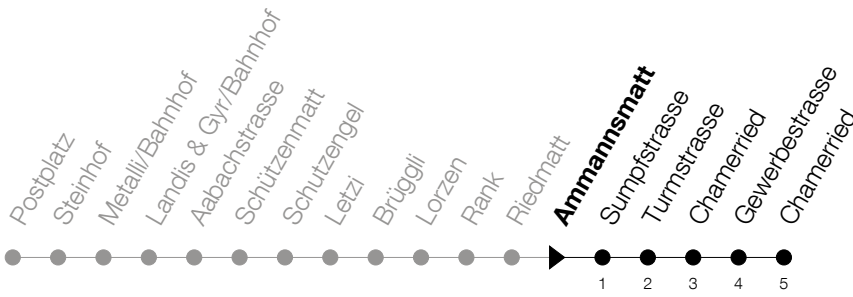 Postplatz
Steinhof
Metalli/Bahnhof
Landis & Gyr/Bahnhof
Aabachstrasse
Schützenmatt
Schutzengel
Letzi
Brüggli
Lorzen
Rank
Riedmatt
Ammannsmatt
Sumpfstrasse
Turmstrasse
Chamerried
Gewerbestrasse
Chamerried
1 2 3 4 5